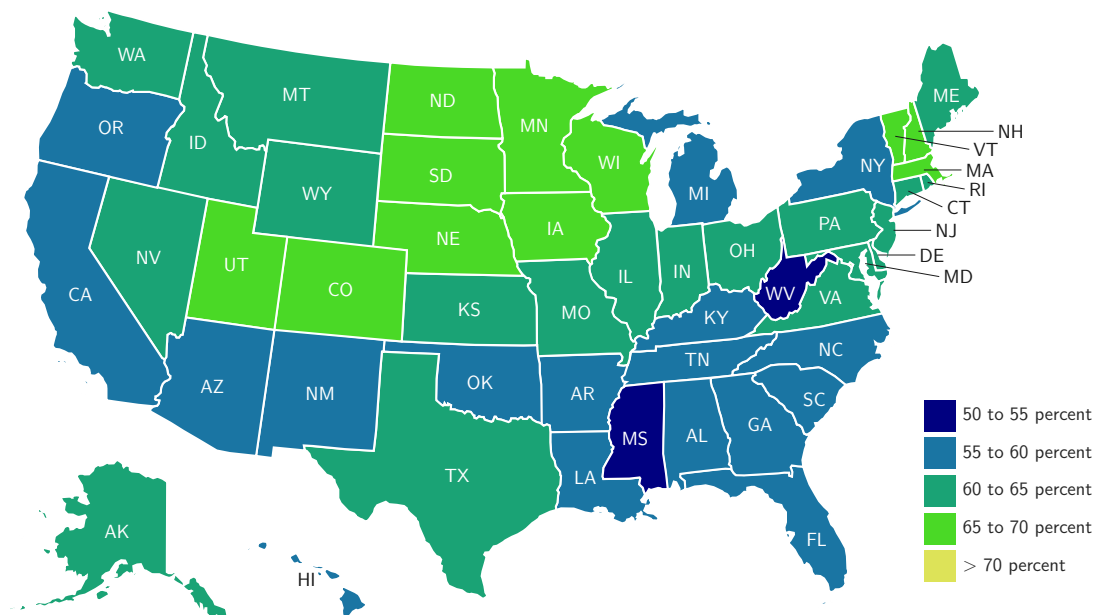 WA
ME
MT
ND
MN
OR
NH
ID
VT
WI
SD
NY
MA
RI
WY
MI
CT
PA
IA
NJ
NE
OH
DE
NV
UT
IN
MD
IL
CO
CA
WV
VA
KS
MO
KY
NC
TN
OK
AZ
NM
AR
SC
50 to 55 percent
GA
MS
AL
55 to 60 percent
TX
LA
60 to 65 percent
65 to 70 percent
AK
FL
> 70 percent
HI